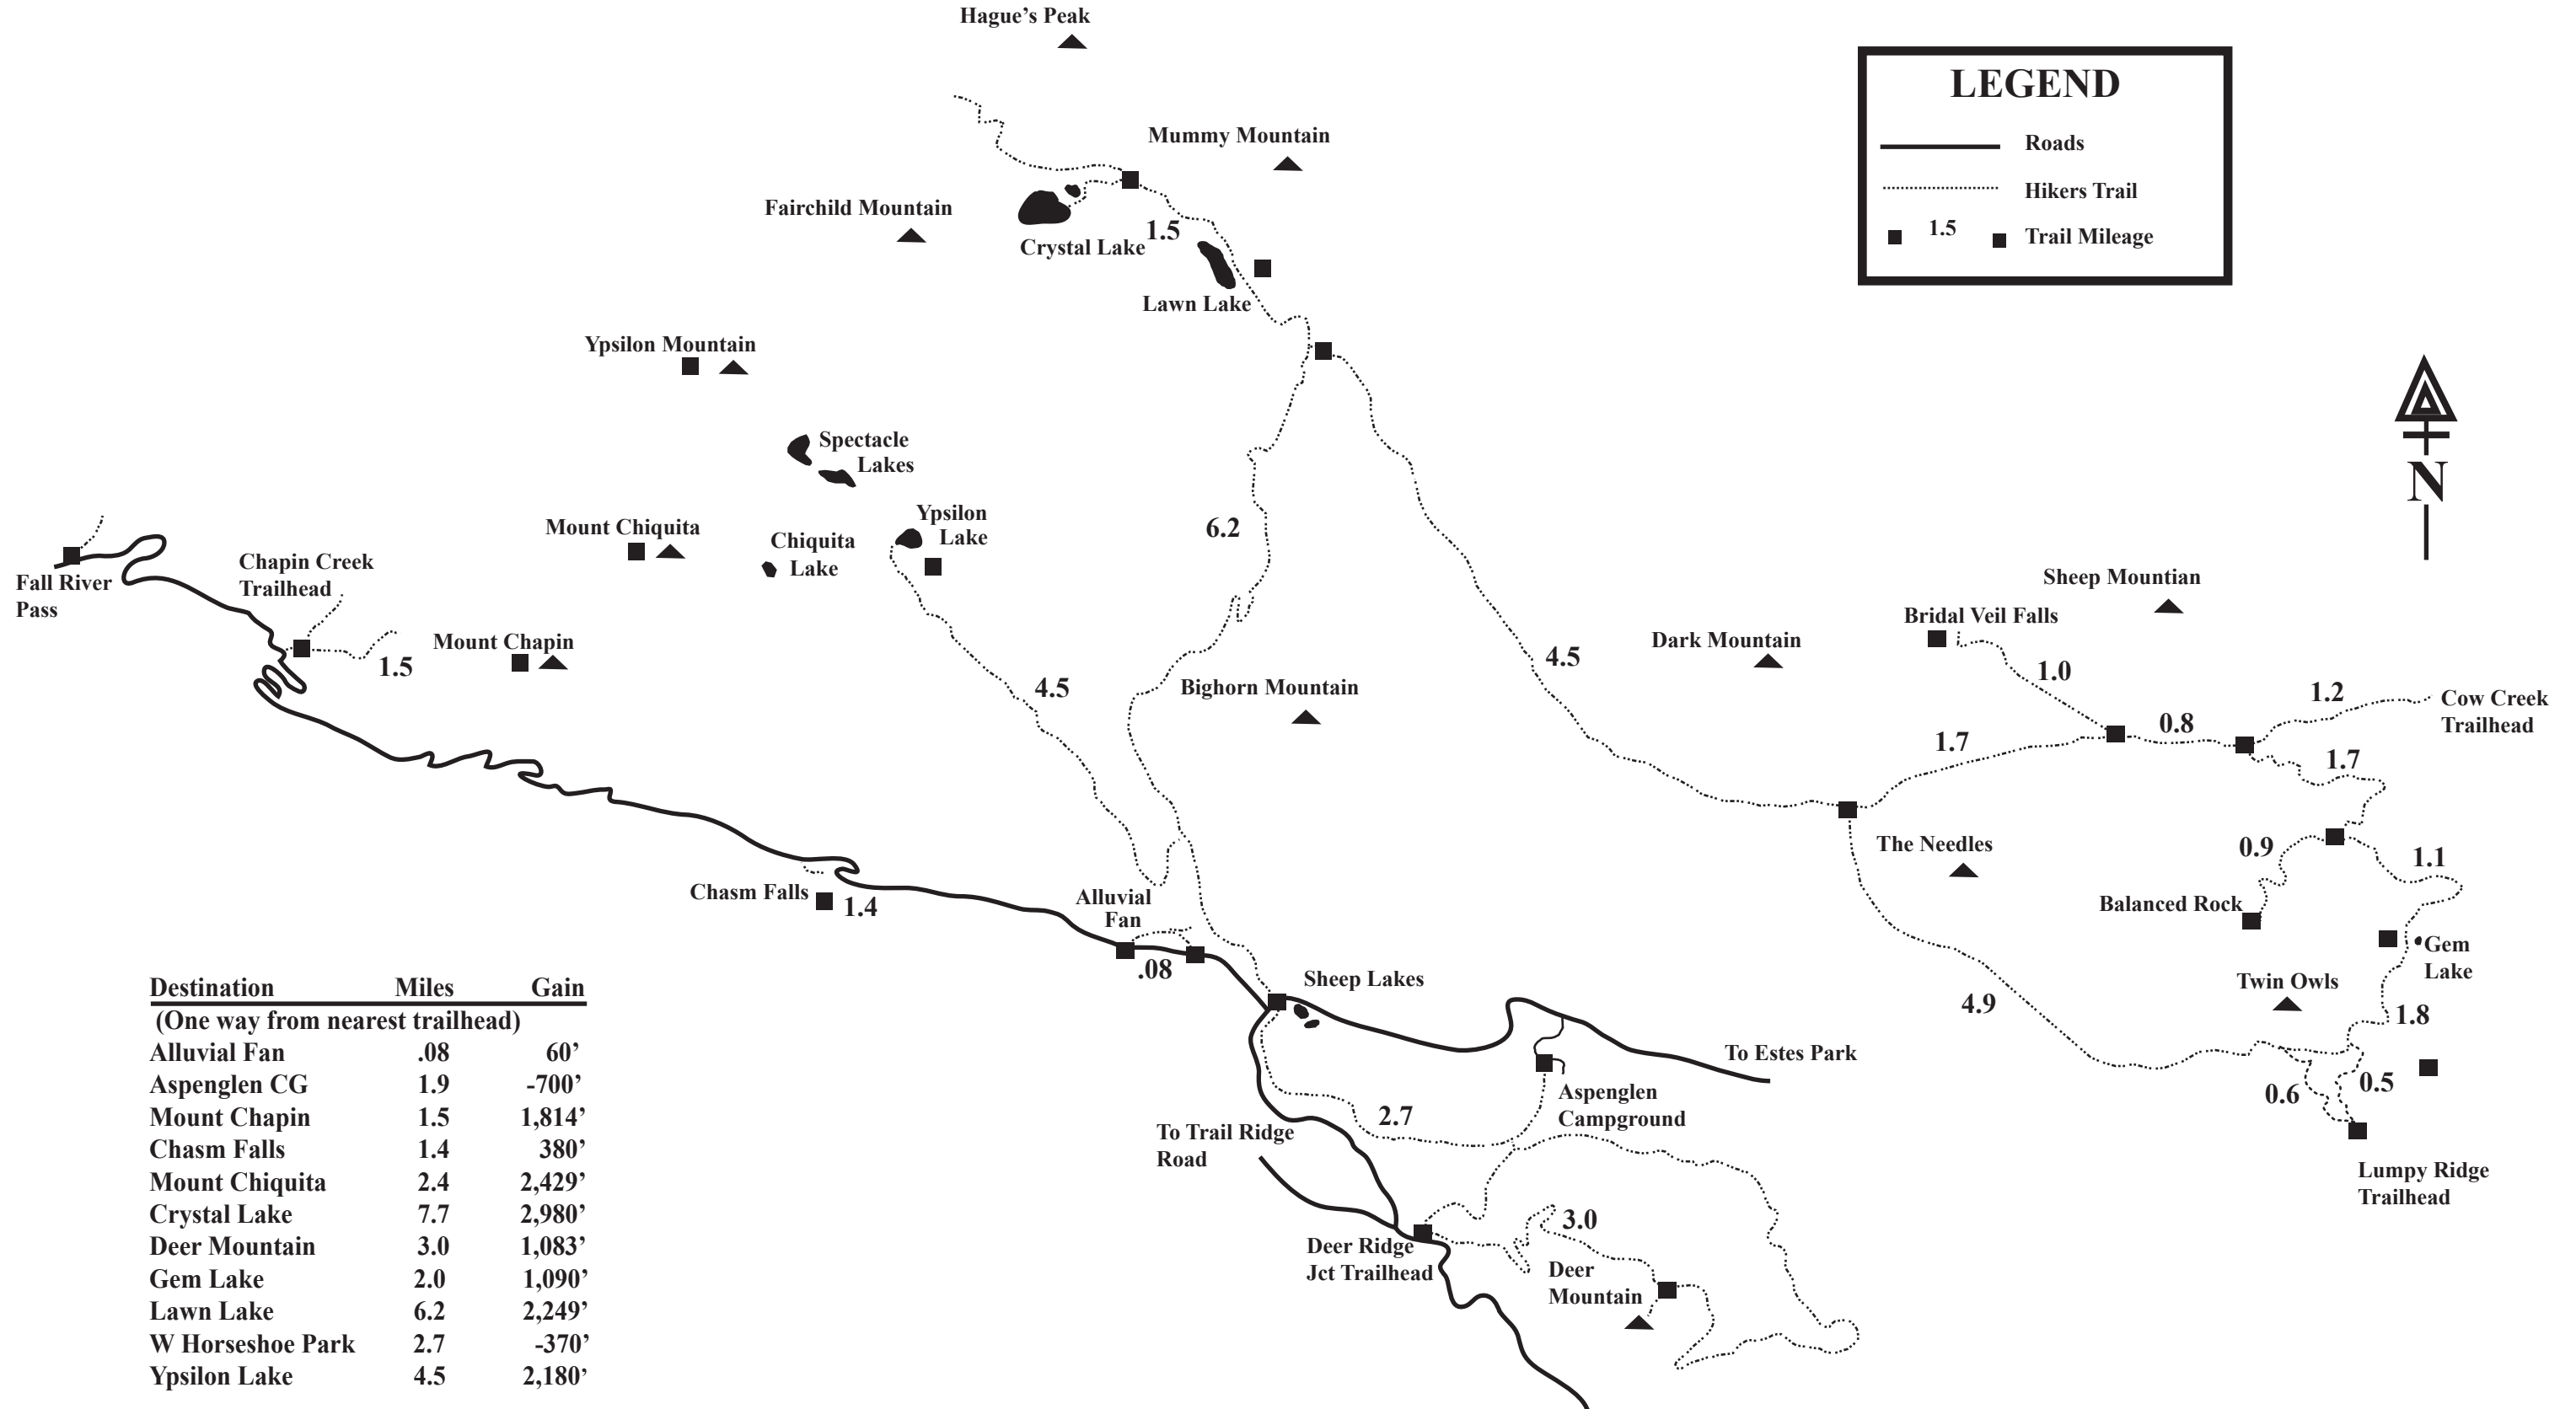 Hague’s Peak
LEGEND
Roads
Hikers Trail
1.5
Trail Mileage
Mummy Mountain
Fairchild Mountain
Crystal Lake
1.5
Lawn Lake
Ypsilon Mountain
Spectacle
Lakes
N
Ypsilon
Lake
Mount Chiquita
Chiquita
Lake
6.2
Fall River
Pass
Chapin Creek
Trailhead
1.5
Mount Chapin
4.5
Bighorn Mountain
4.5
Dark Mountain
Sheep Mountian
Bridal Veil Falls
1.0
1.2
Cow Creek
Trailhead
1.7
0.8
1.7
The Needles
0.9
1.1
Balanced Rock
Gem
Lake
Twin Owls
4.9
1.8
0.6
0.5
Lumpy Ridge
Trailhead
Chasm Falls
1.4
Alluvial
Fan
.08
Sheep Lakes
To Estes Park
Aspenglen
Campground
2.7
To Trail Ridge
Road
3.0
Deer Ridge
Jct Trailhead
Deer
Mountain
Destination Miles Gain
(One way from nearest trailhead)
Alluvial Fan .08 60’
Aspenglen CG 1.9 -700’
Mount Chapin 1.5 1,814’
Chasm Falls 1.4 380’
Mount Chiquita 2.4 2,429’
Crystal Lake 7.7 2,980’
Deer Mountain 3.0 1,083’
Gem Lake 2.0 1,090’
Lawn Lake 6.2 2,249’
W Horseshoe Park 2.7 -370’
Ypsilon Lake 4.5 2,180’